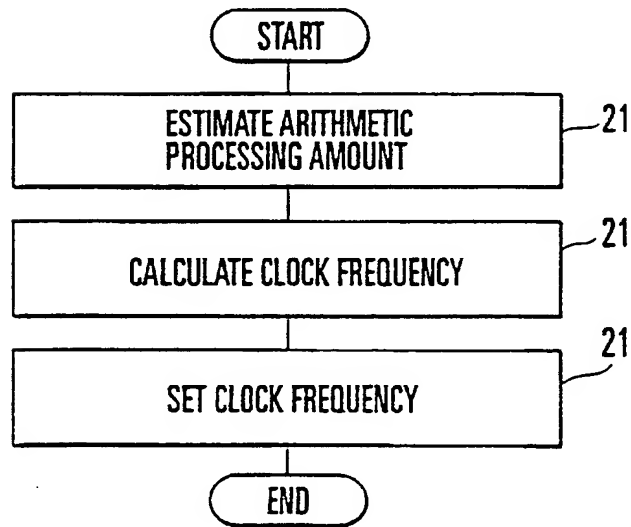 START
ESTIMATE ARITHMETIC
PROCESSING AMOUNT
21
CALCULATE CLOCK FREQUENCY
21
SET CLOCK FREQUENCY
21
END